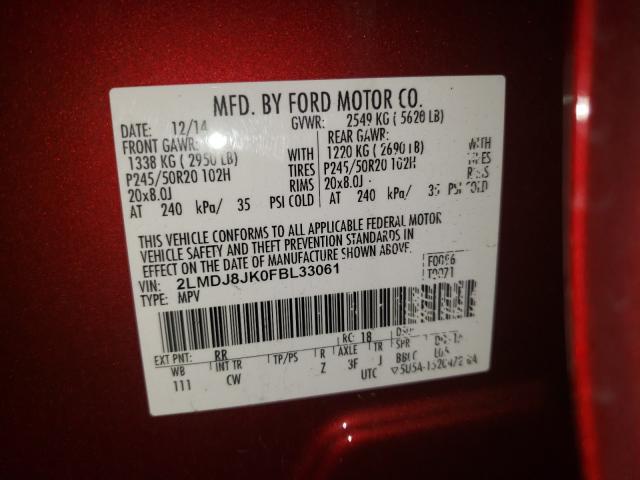 MFD. BY FORD MOTOR CO.
DATE: 12/14 GVWR: 2549 KG ( 5620 LB)
FRONT GAWR: REAR GAWR:
1338 KG ( 2950 LB) WITH 1220 KG ( 2690 LB) WITH
P245/50R20 102H TIRES P245/50R20 102H TIRES
20x8.0J RIMS 20x8.0J RIMS
AT 240 kPa/ 35 PSI COLD AT 240 kPa/ 35 PSI COLD
THIS VEHICLE CONFORMS TO ALL APPLICABLE FEDERAL MOTOR
VEHICLE SAFETY AND THEFT PREVENTION STANDARDS IN
EFFECT ON THE DATE OF MANUFACTURE SHOWN ABOVE.
VIN: 2LMDJ8JK0FBL33061 F0086
TYPE: MPV T0071
RC: 18
EXT PNT: RR
WB INT TR TP/PS R AXLE TR SPR
111 CW Z 3F J
UTC